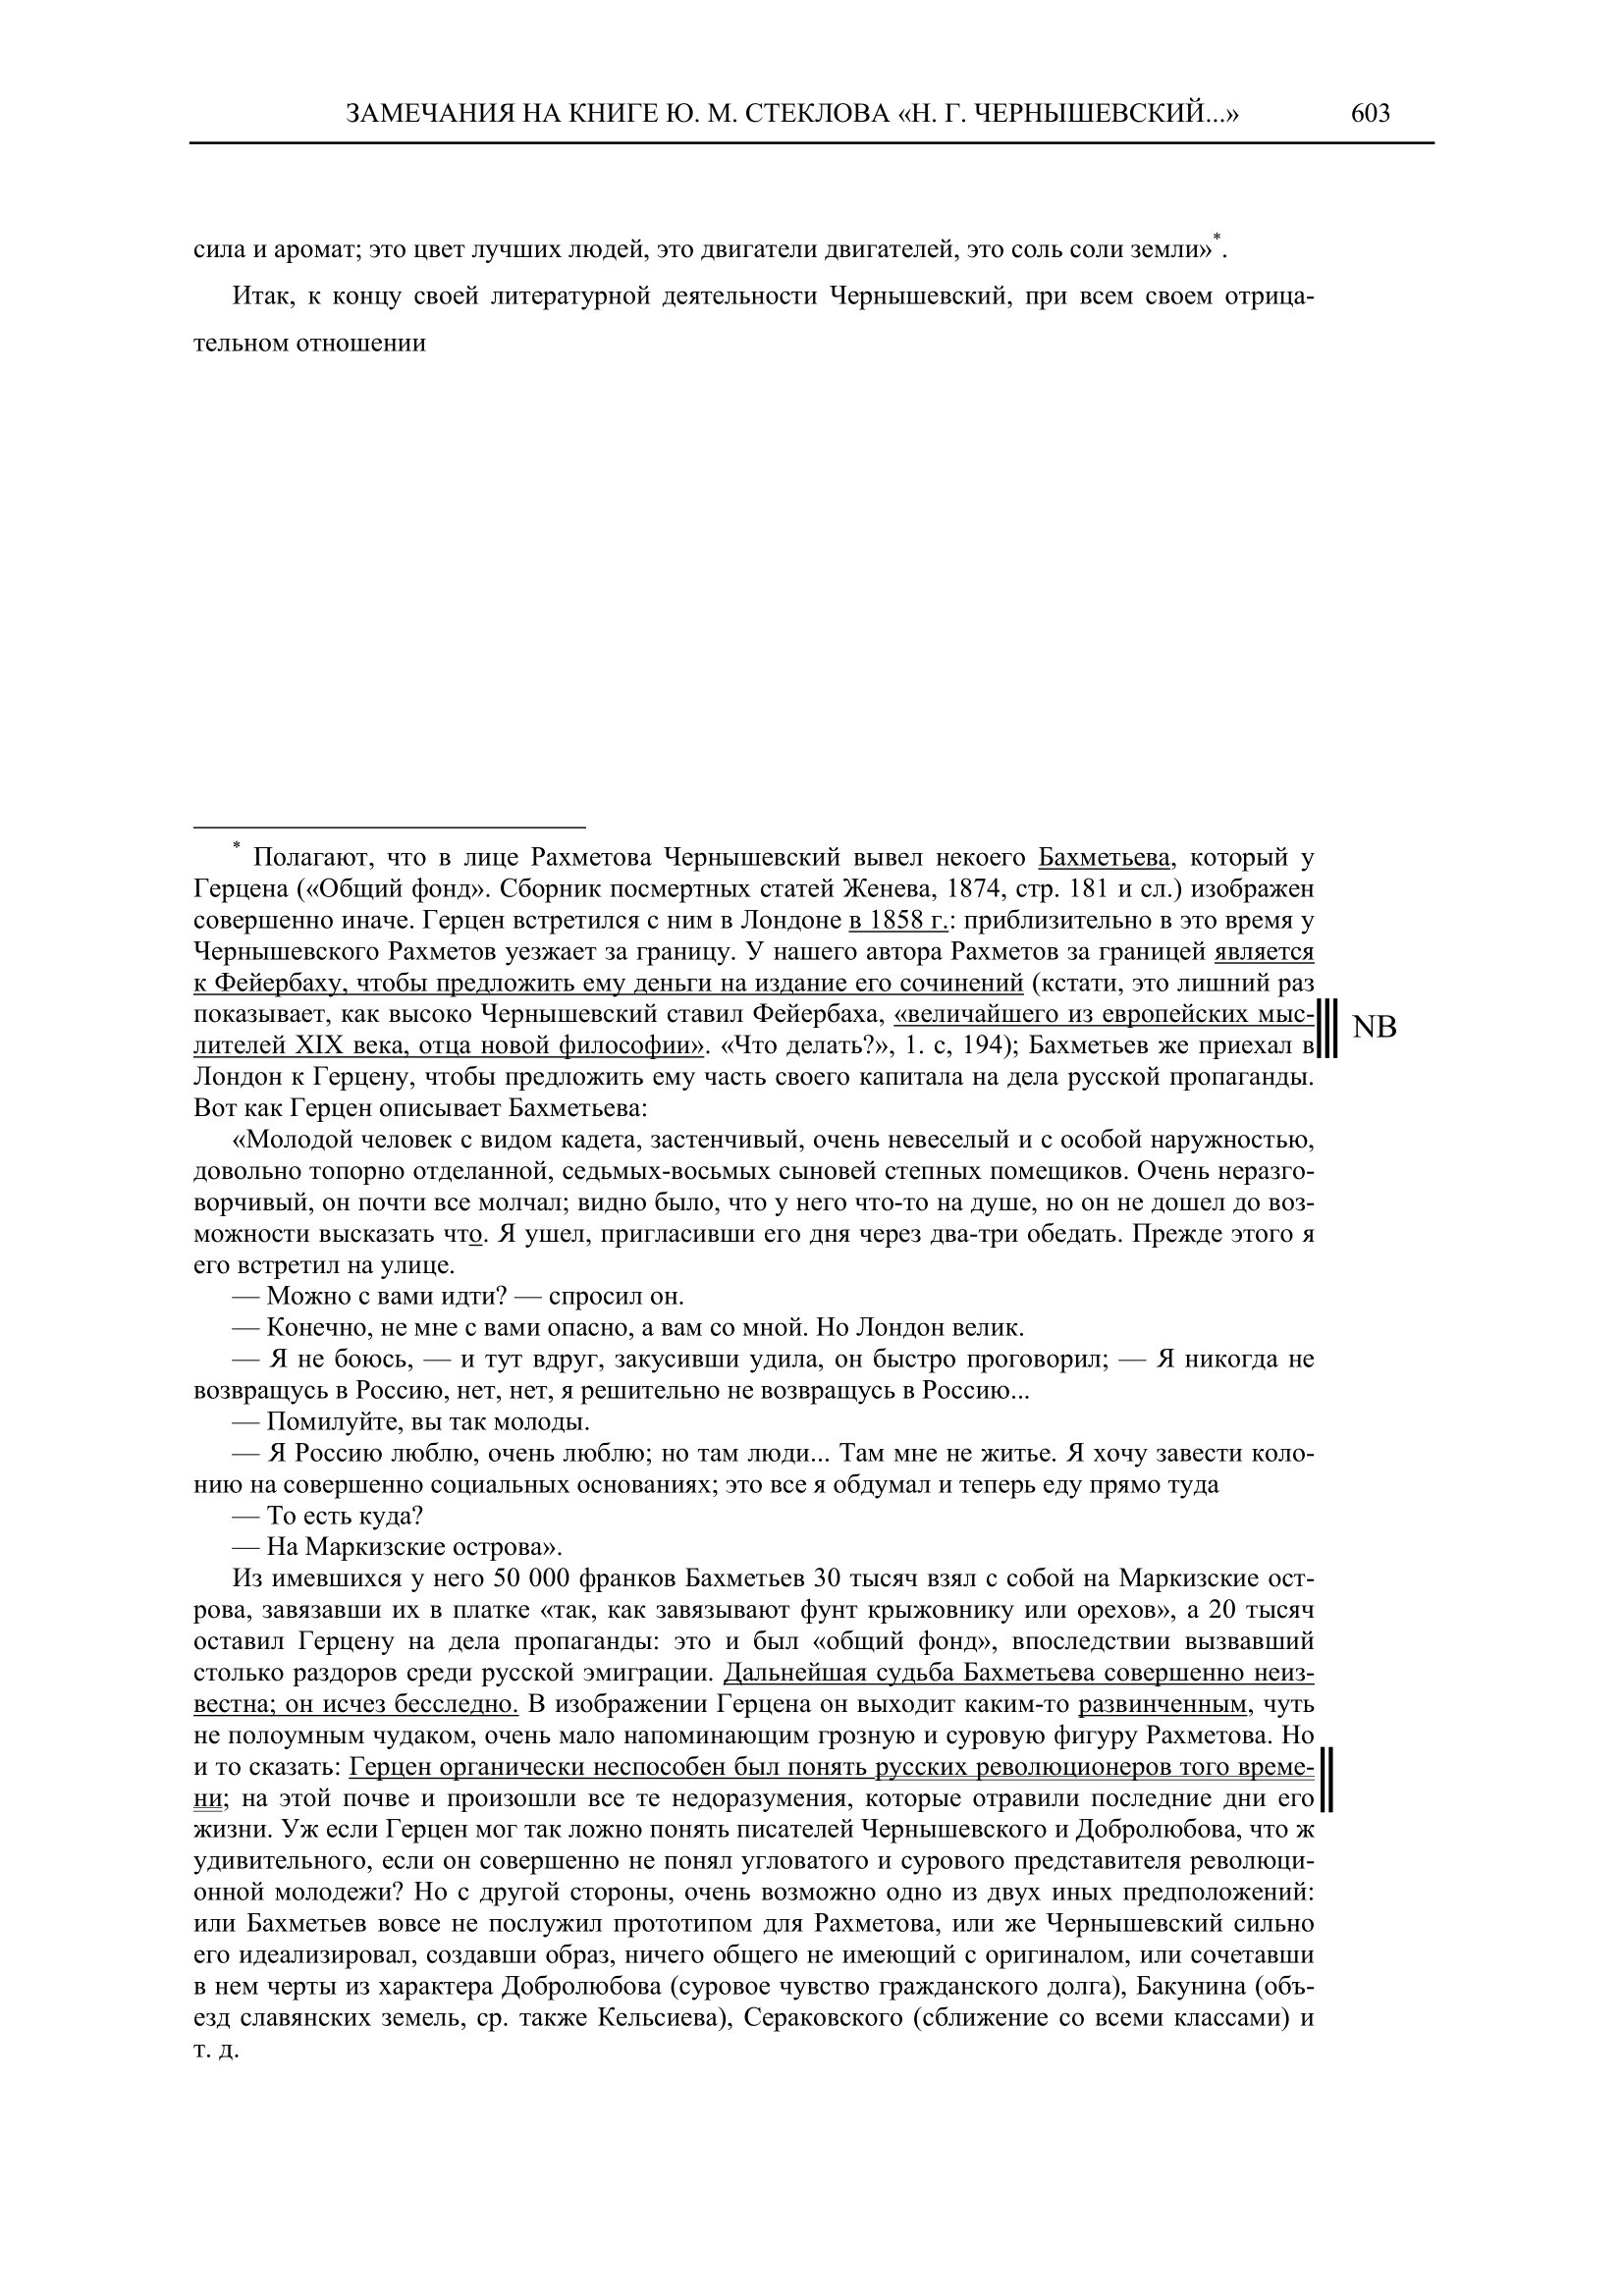 ЗАМЕЧАНИЯ НА КНИГЕ Ю. М. СТЕКЛОВА «Н. Г. ЧЕРНЫШЕВСКИЙ...» 603
сила и аромат; это цвет лучших людей, это двигатели двигателей, это соль соли земли»*.
Итак, к концу своей литературной деятельности Чернышевский, при всем своем отрица-
тельном отношении
* Полагают, что в лице Рахметова Чернышевский вывел некоего Бахметьева, который у
Герцена («Общий фонд». Сборник посмертных статей Женева, 1874, стр. 181 и сл.) изображен
совершенно иначе. Герцен встретился с ним в Лондоне в 1858 г.: приблизительно в это время у
Чернышевского Рахметов уезжает за границу. У нашего автора Рахметов за границей является
к Фейербаху, чтобы предложить ему деньги на издание его сочинений (кстати, это лишний раз
показывает, как высоко Чернышевский ставил Фейербаха, «величайшего из европейских мыс-
NB
лителей XIX века, отца новой философии». «Что делать?», 1. с, 194); Бахметьев же приехал в
Лондон к Герцену, чтобы предложить ему часть своего капитала на дела русской пропаганды.
Вот как Герцен описывает Бахметьева:
«Молодой человек с видом кадета, застенчивый, очень невеселый и с особой наружностью,
довольно топорно отделанной, седьмых-восьмых сыновей степных помещиков. Очень неразго-
ворчивый, он почти все молчал; видно было, что у него что-то на душе, но он не дошел до воз-
можности высказать что. Я ушел, пригласивши его дня через два-три обедать. Прежде этого я
его встретил на улице.
— Можно с вами идти? — спросил он.
— Конечно, не мне с вами опасно, а вам со мной. Но Лондон велик.
— Я не боюсь, — и тут вдруг, закусивши удила, он быстро проговорил; — Я никогда не
возвращусь в Россию, нет, нет, я решительно не возвращусь в Россию...
— Помилуйте, вы так молоды.
— Я Россию люблю, очень люблю; но там люди... Там мне не житье. Я хочу завести коло-
нию на совершенно социальных основаниях; это все я обдумал и теперь еду прямо туда
— То есть куда?
— На Маркизские острова».
Из имевшихся у него 50 000 франков Бахметьев 30 тысяч взял с собой на Маркизские ост-
рова, завязавши их в платке «так, как завязывают фунт крыжовнику или орехов», а 20 тысяч
оставил Герцену на дела пропаганды: это и был «общий фонд», впоследствии вызвавший
столько раздоров среди русской эмиграции. Дальнейшая судьба Бахметьева совершенно неиз-
вестна; он исчез бесследно. В изображении Герцена он выходит каким-то развинченным, чуть
не полоумным чудаком, очень мало напоминающим грозную и суровую фигуру Рахметова. Но
и то сказать: Герцен органически неспособен был понять русских революционеров того време-
ни; на этой почве и произошли все те недоразумения, которые отравили последние дни его
жизни. Уж если Герцен мог так ложно понять писателей Чернышевского и Добролюбова, что ж
удивительного, если он совершенно не понял угловатого и сурового представителя революци-
онной молодежи? Но с другой стороны, очень возможно одно из двух иных предположений:
или Бахметьев вовсе не послужил прототипом для Рахметова, или же Чернышевский сильно
его идеализировал, создавши образ, ничего общего не имеющий с оригиналом, или сочетавши
в нем черты из характера Добролюбова (суровое чувство гражданского долга), Бакунина (объ-
езд славянских земель, ср. также Кельсиева), Сераковского (сближение со всеми классами) и
т. д.